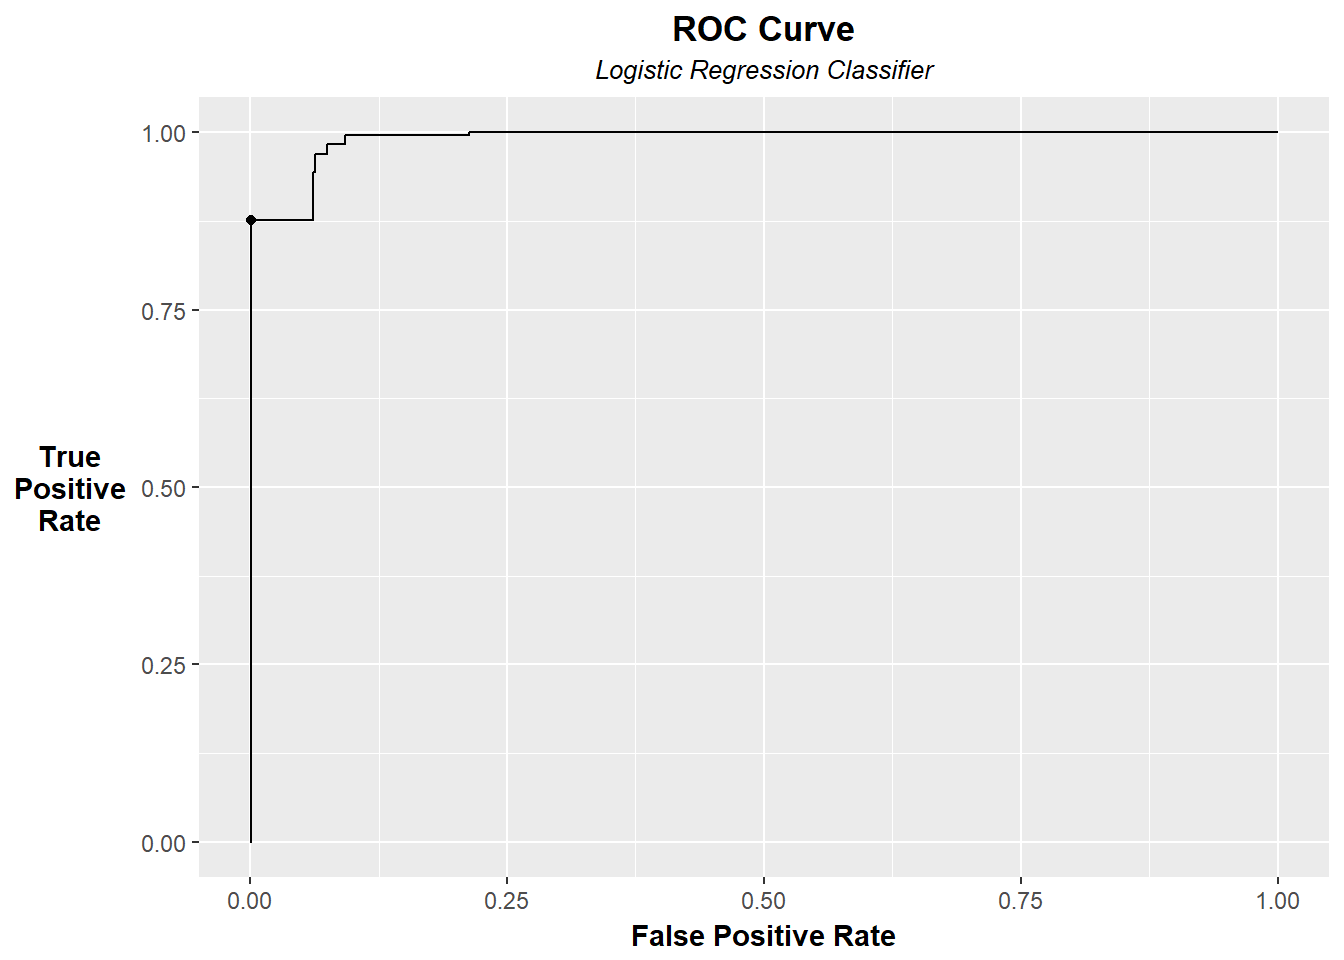 ROC Curve
Logistic Regression Classifier
True
Positive
Rate
1.00
0.75
0.50
0.25
0.00
0.00 0.25 0.50 0.75 1.00
False Positive Rate